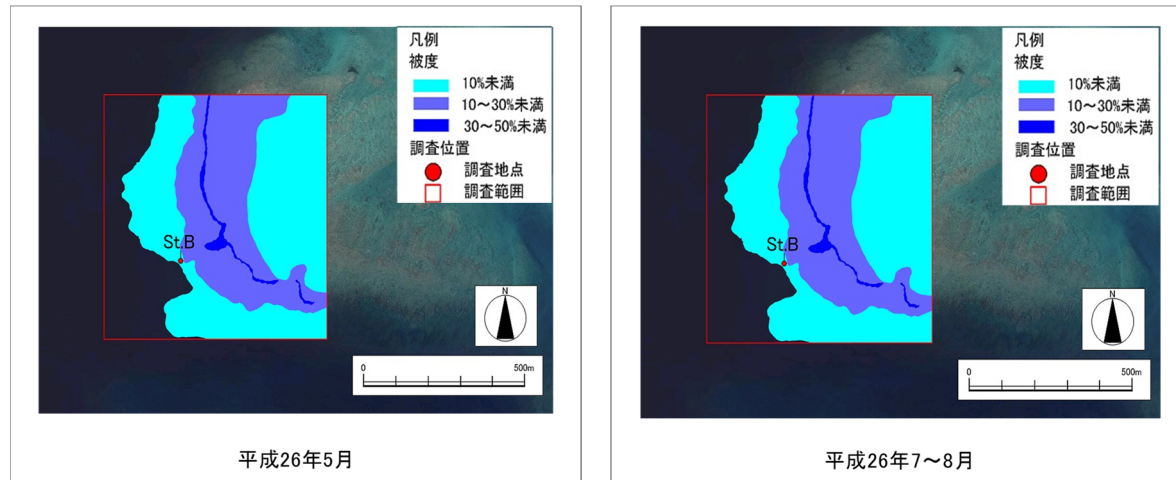 凡例
被度
10%未満
10～30%未満
30～50%未満
調査位置
調査地点
調査範囲
St.B
N
0 500m
平成26年5月
凡例
被度
10%未満
10～30%未満
30～50%未満
調査位置
調査地点
調査範囲
St.B
N
0 500m
平成26年7～8月